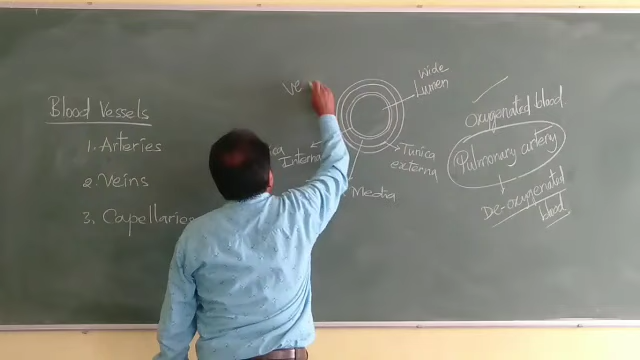 Blood Vessels
1. Arteries
2. Veins
3. Capellaries
Ve
Wide
Lumen
Interna
Media
Tunica
externa
Oxygenated blood.
Pulmonary artery
De-oxygenated
blood